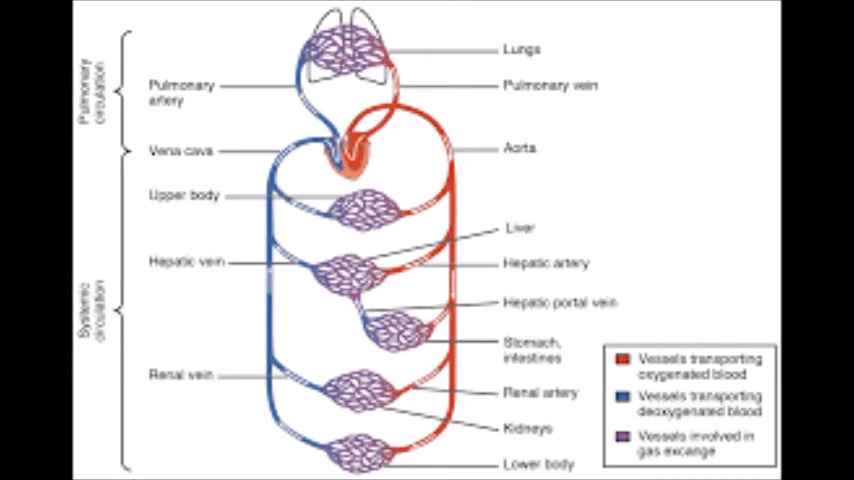 Lungs
Pulmonary
artery
Pulmonary vein
Pulmonary
circulation
Vena cava
Aorta
Upper body
Liver
Hepatic vein
Hepatic artery
Hepatic portal vein
Systemic
circulation
Stomach,
intestines
Renal vein
Renal artery
Kidneys
Lower body
Vessels transporting
oxygenated blood
Vessels transporting
deoxygenated blood
Vessels involved in
gas excange